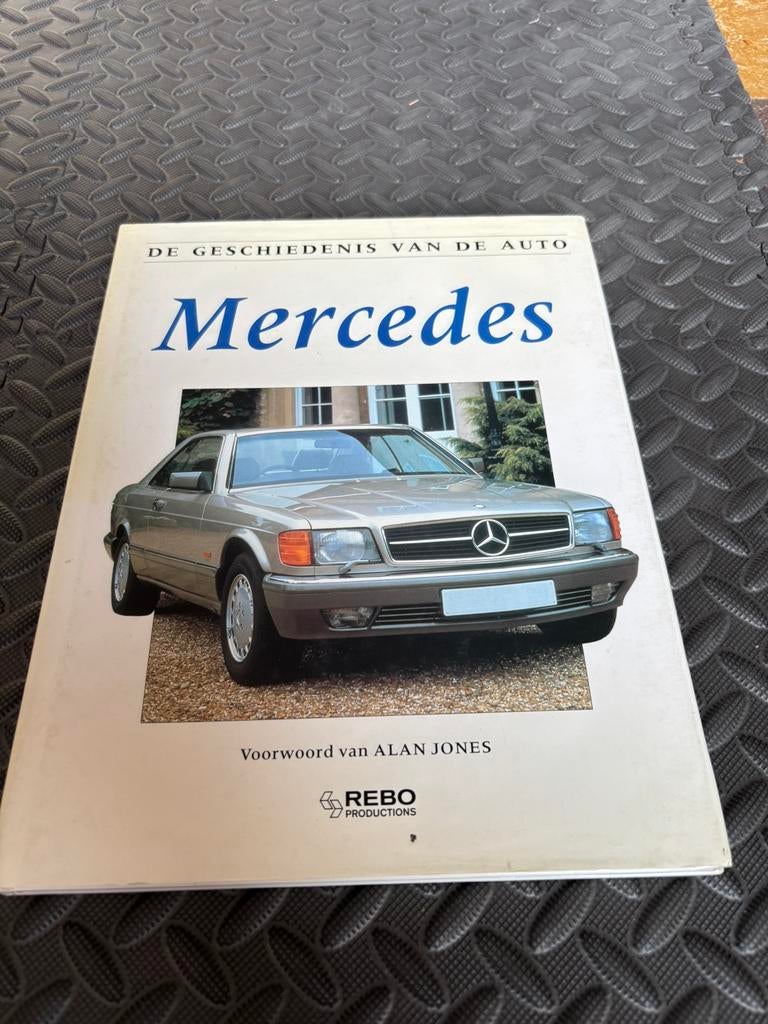 DE GESCHIEDENIS VAN DE AUTO
Mercedes
Voorwoord van ALAN JONES
REBO
PRODUCTIONS